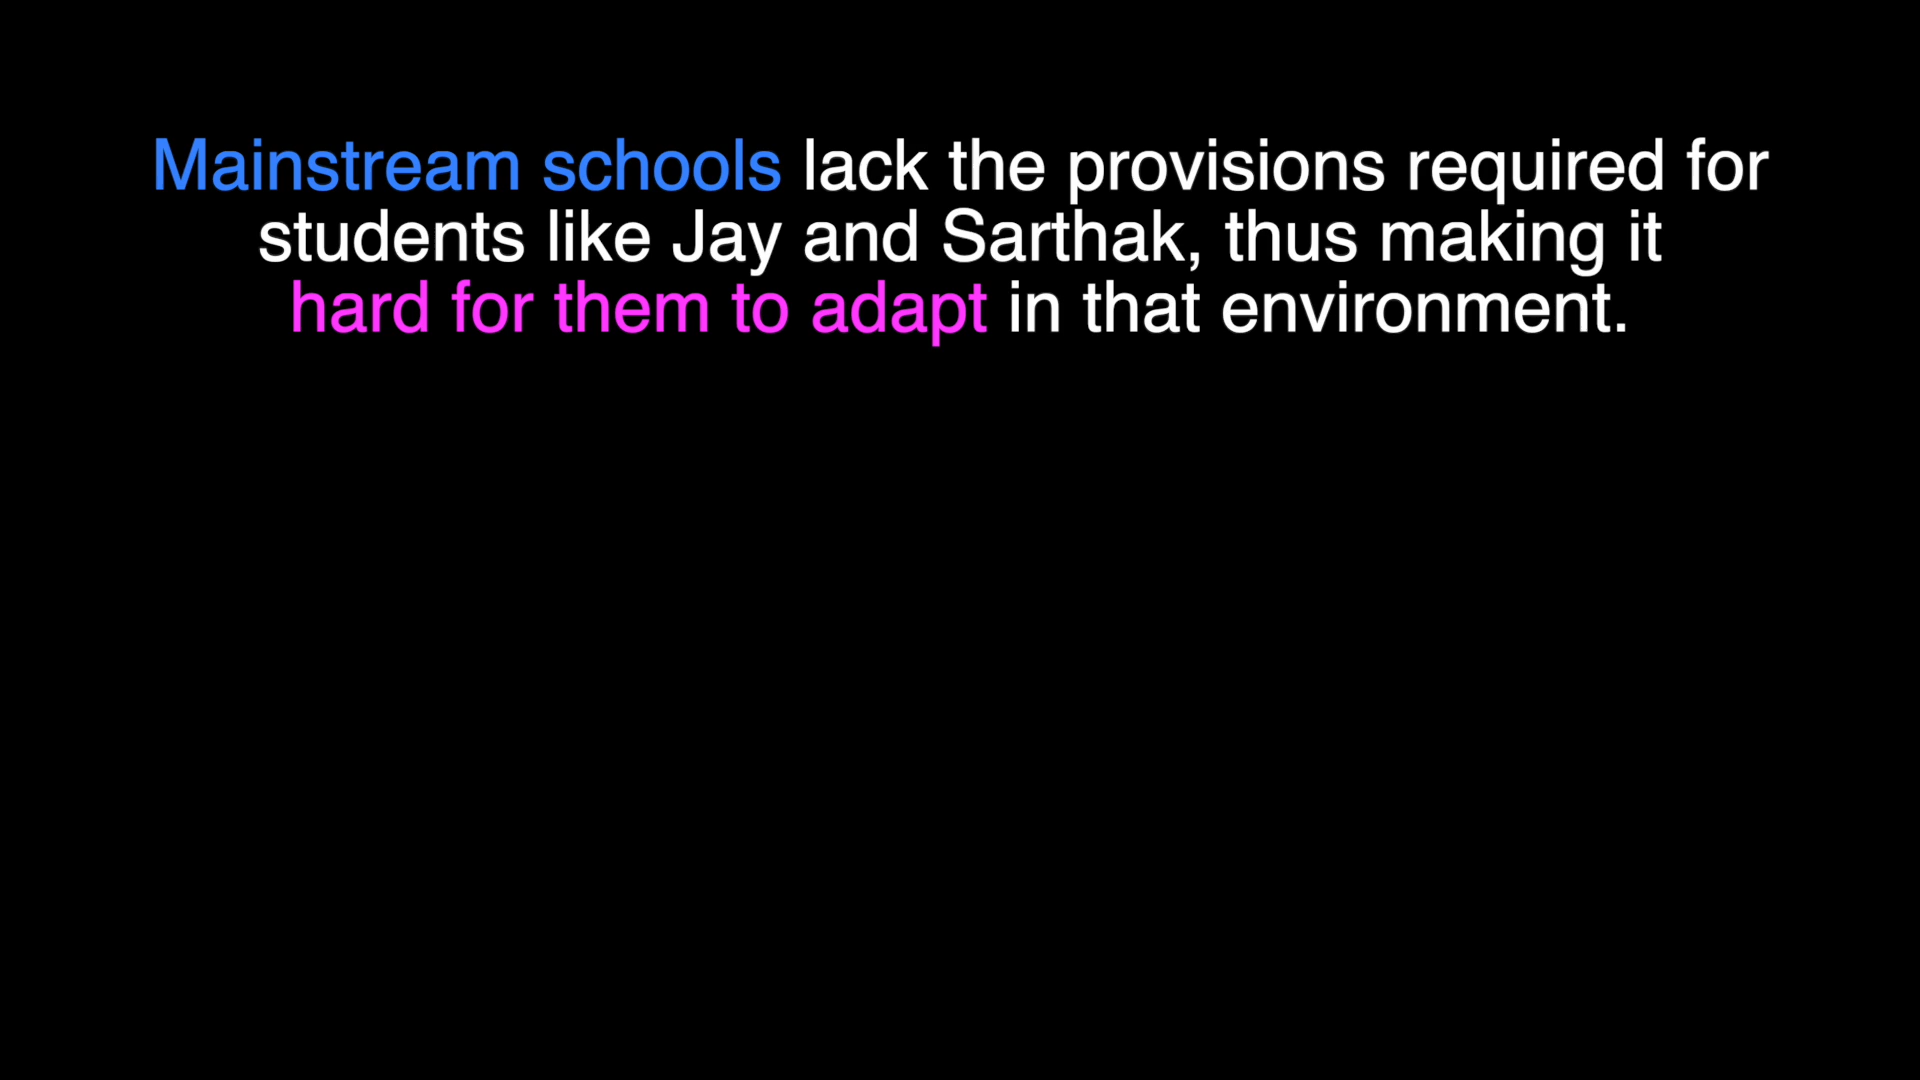 Mainstream schools lack the provisions required for
students like Jay and Sarthak, thus making it
hard for them to adapt in that environment.